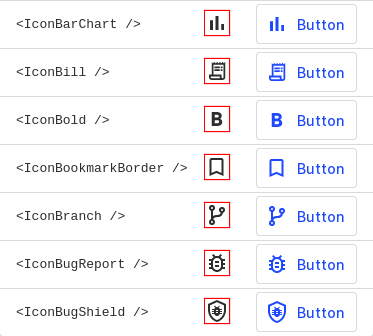 <IconBarChart /> Button
<IconBill /> Button
<IconBold /> B B Button
<IconBookmarkBorder /> Button
<IconBranch /> Button
<IconBugReport /> Button
<IconBugShield /> Button